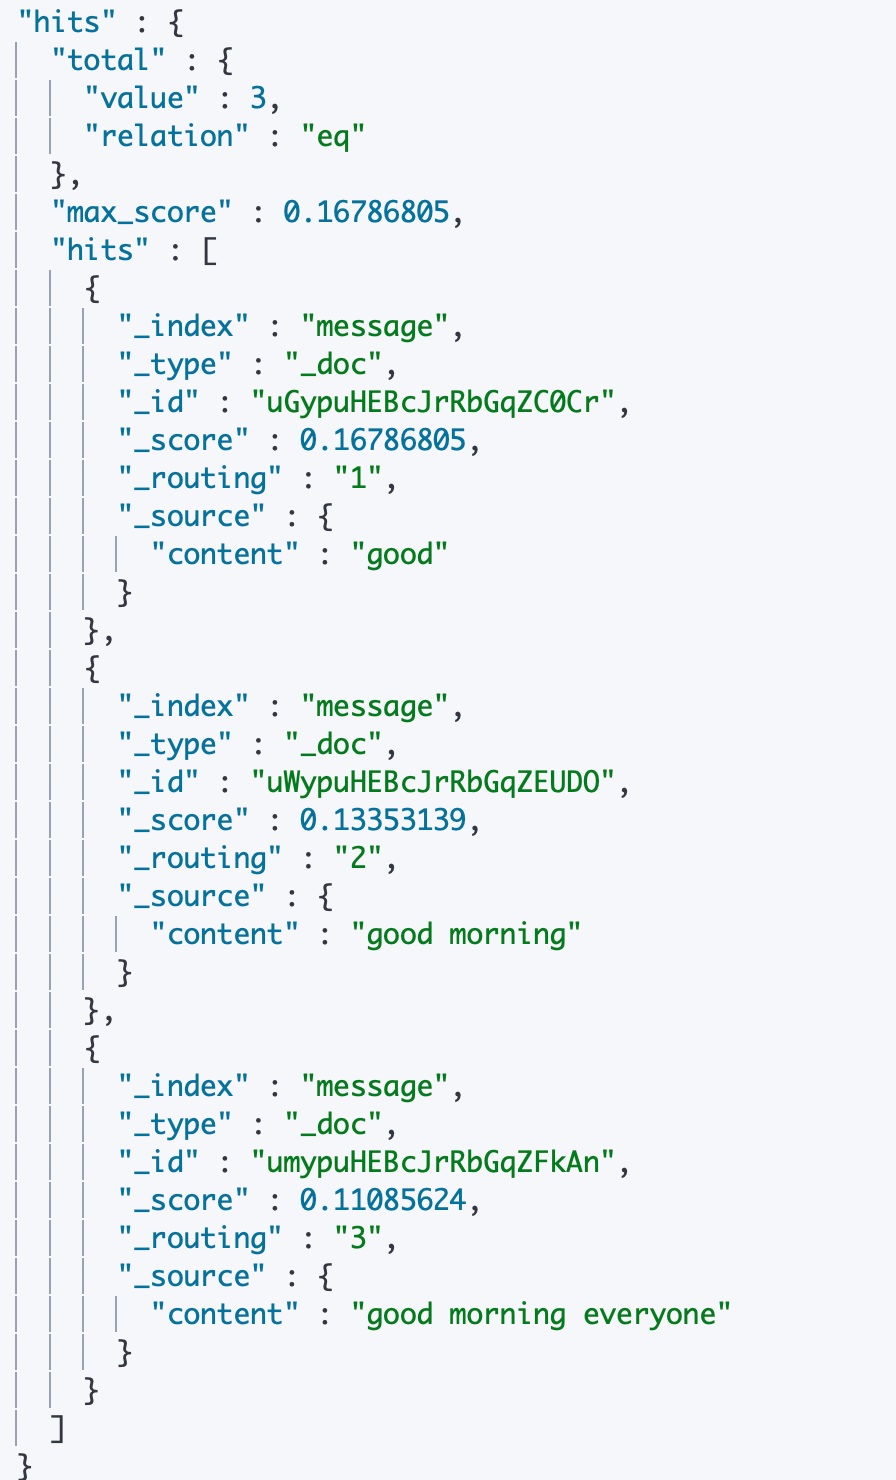 "hits" : {
"total" : {
"value" : 3,
"relation" : "eq"
},
"max_score" : 0.16786805,
"hits" : [
{
"_index" : "message",
"_type" : "_doc",
"_id" : "uGypuHEBcJrRbGqZC0Cr",
"_score" : 0.16786805,
"_routing" : "1",
"_source" : {
"content" : "good"
}
},
{
"_index" : "message",
"_type" : "_doc",
"_id" : "uWypuHEBcJrRbGqZEUDO",
"_score" : 0.13353139,
"_routing" : "2",
"_source" : {
"content" : "good morning"
}
},
{
"_index" : "message",
"_type" : "_doc",
"_id" : "umypuHEBcJrRbGqZFkAn",
"_score" : 0.11085624,
"_routing" : "3",
"_source" : {
"content" : "good morning everyone"
}
}
]
}